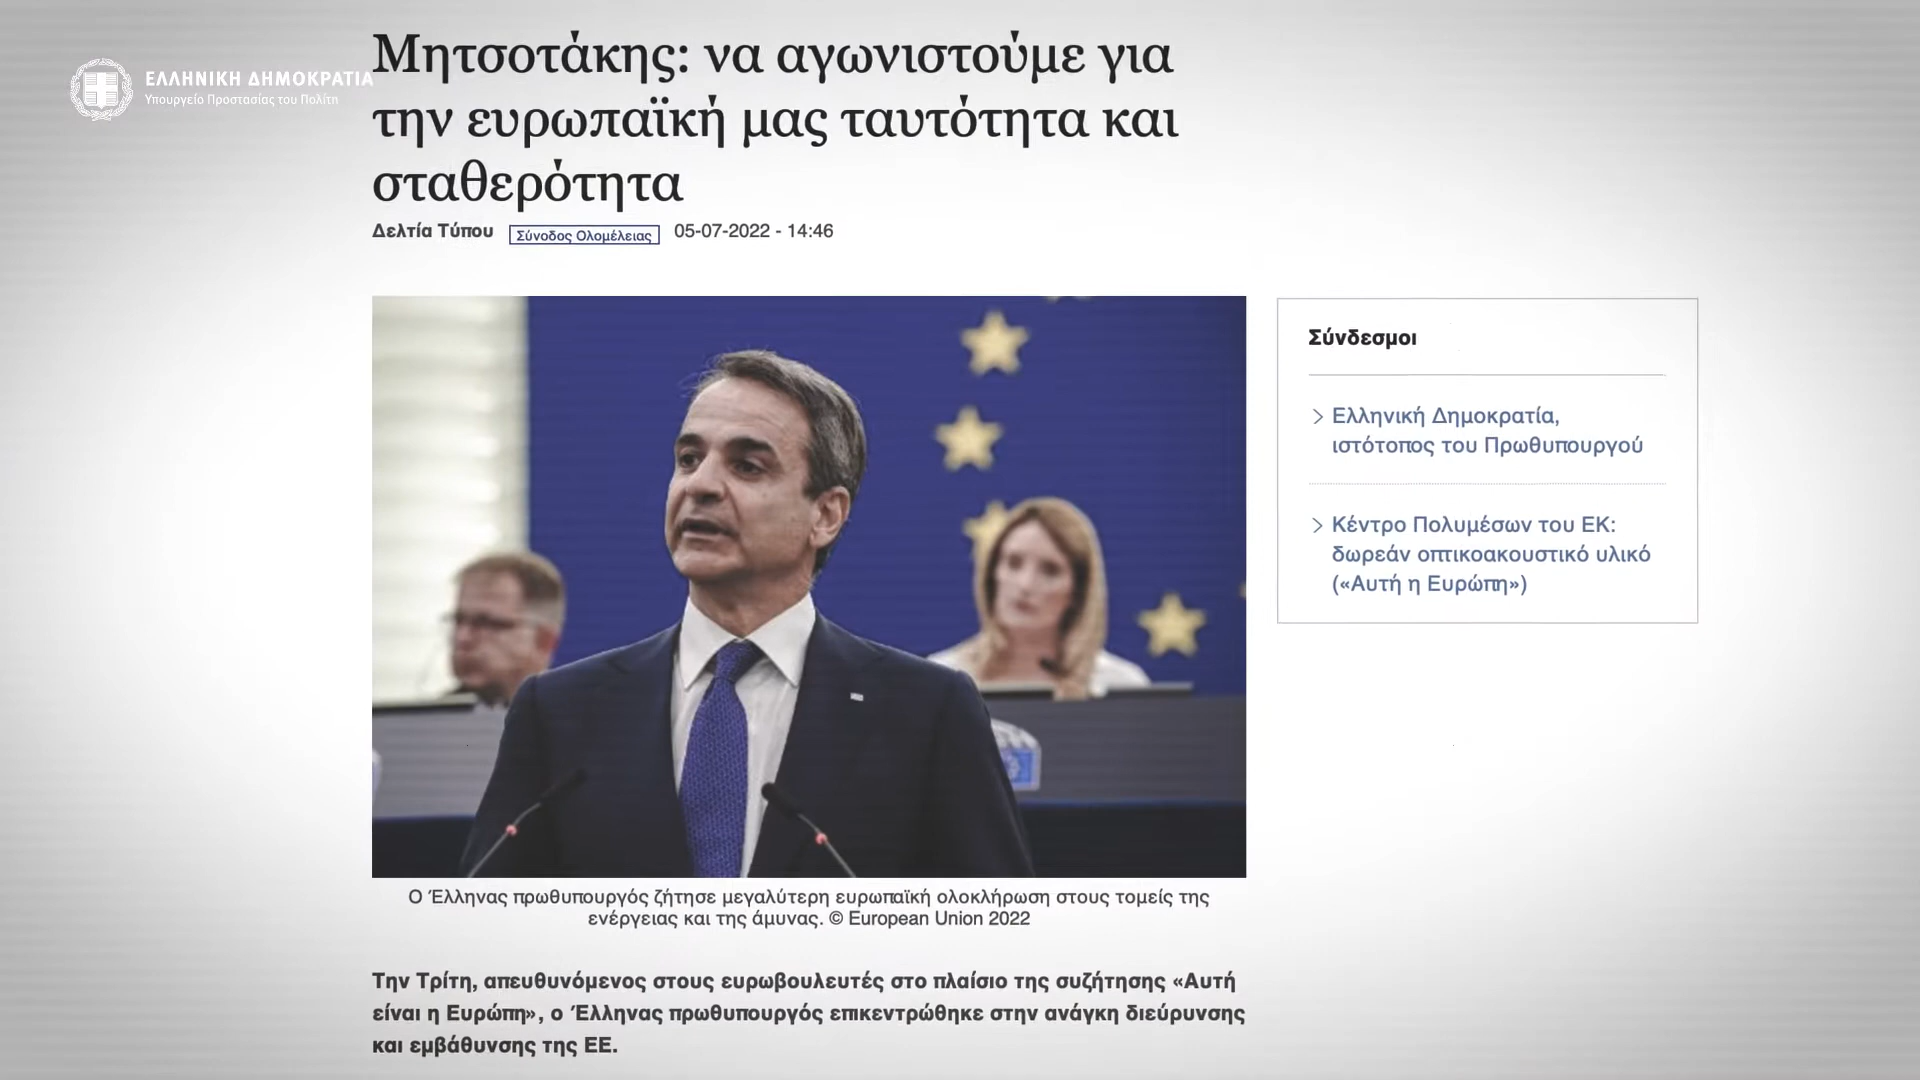 ΕΛΛΗΝΙΚΗ ΔΗΜΟΚΡΑΤΙΑ
Υπουργείο Προστασίας του Πολίτη
Μητσοτάκης: να αγωνιστούμε για
την ευρωπαϊκή μας ταυτότητα και
σταθερότητα
Δελτία Τύπου Σύνοδος Ολομέλειας 05-07-2022 - 14:46
Σύνδεσμοι
Ελληνική Δημοκρατία,
ιστότοπος του Πρωθυπουργού
Κέντρο Πολυμέσων του ΕΚ:
δωρεάν οπτικοακουστικό υλικό
(«Αυτή η Ευρώπη»)
Ο Έλληνας πρωθυπουργός ζήτησε μεγαλύτερη ευρωπαϊκή ολοκλήρωση στους τομείς της
ενέργειας και της άμυνας. © European Union 2022
Την Τρίτη, απευθυνόμενος στους ευρωβουλευτές στο πλαίσιο της συζήτησης «Αυτή
είναι η Ευρώπη», ο Έλληνας πρωθυπουργός επικεντρώθηκε στην ανάγκη διεύρυνσης
και εμβάθυνσης της ΕΕ.